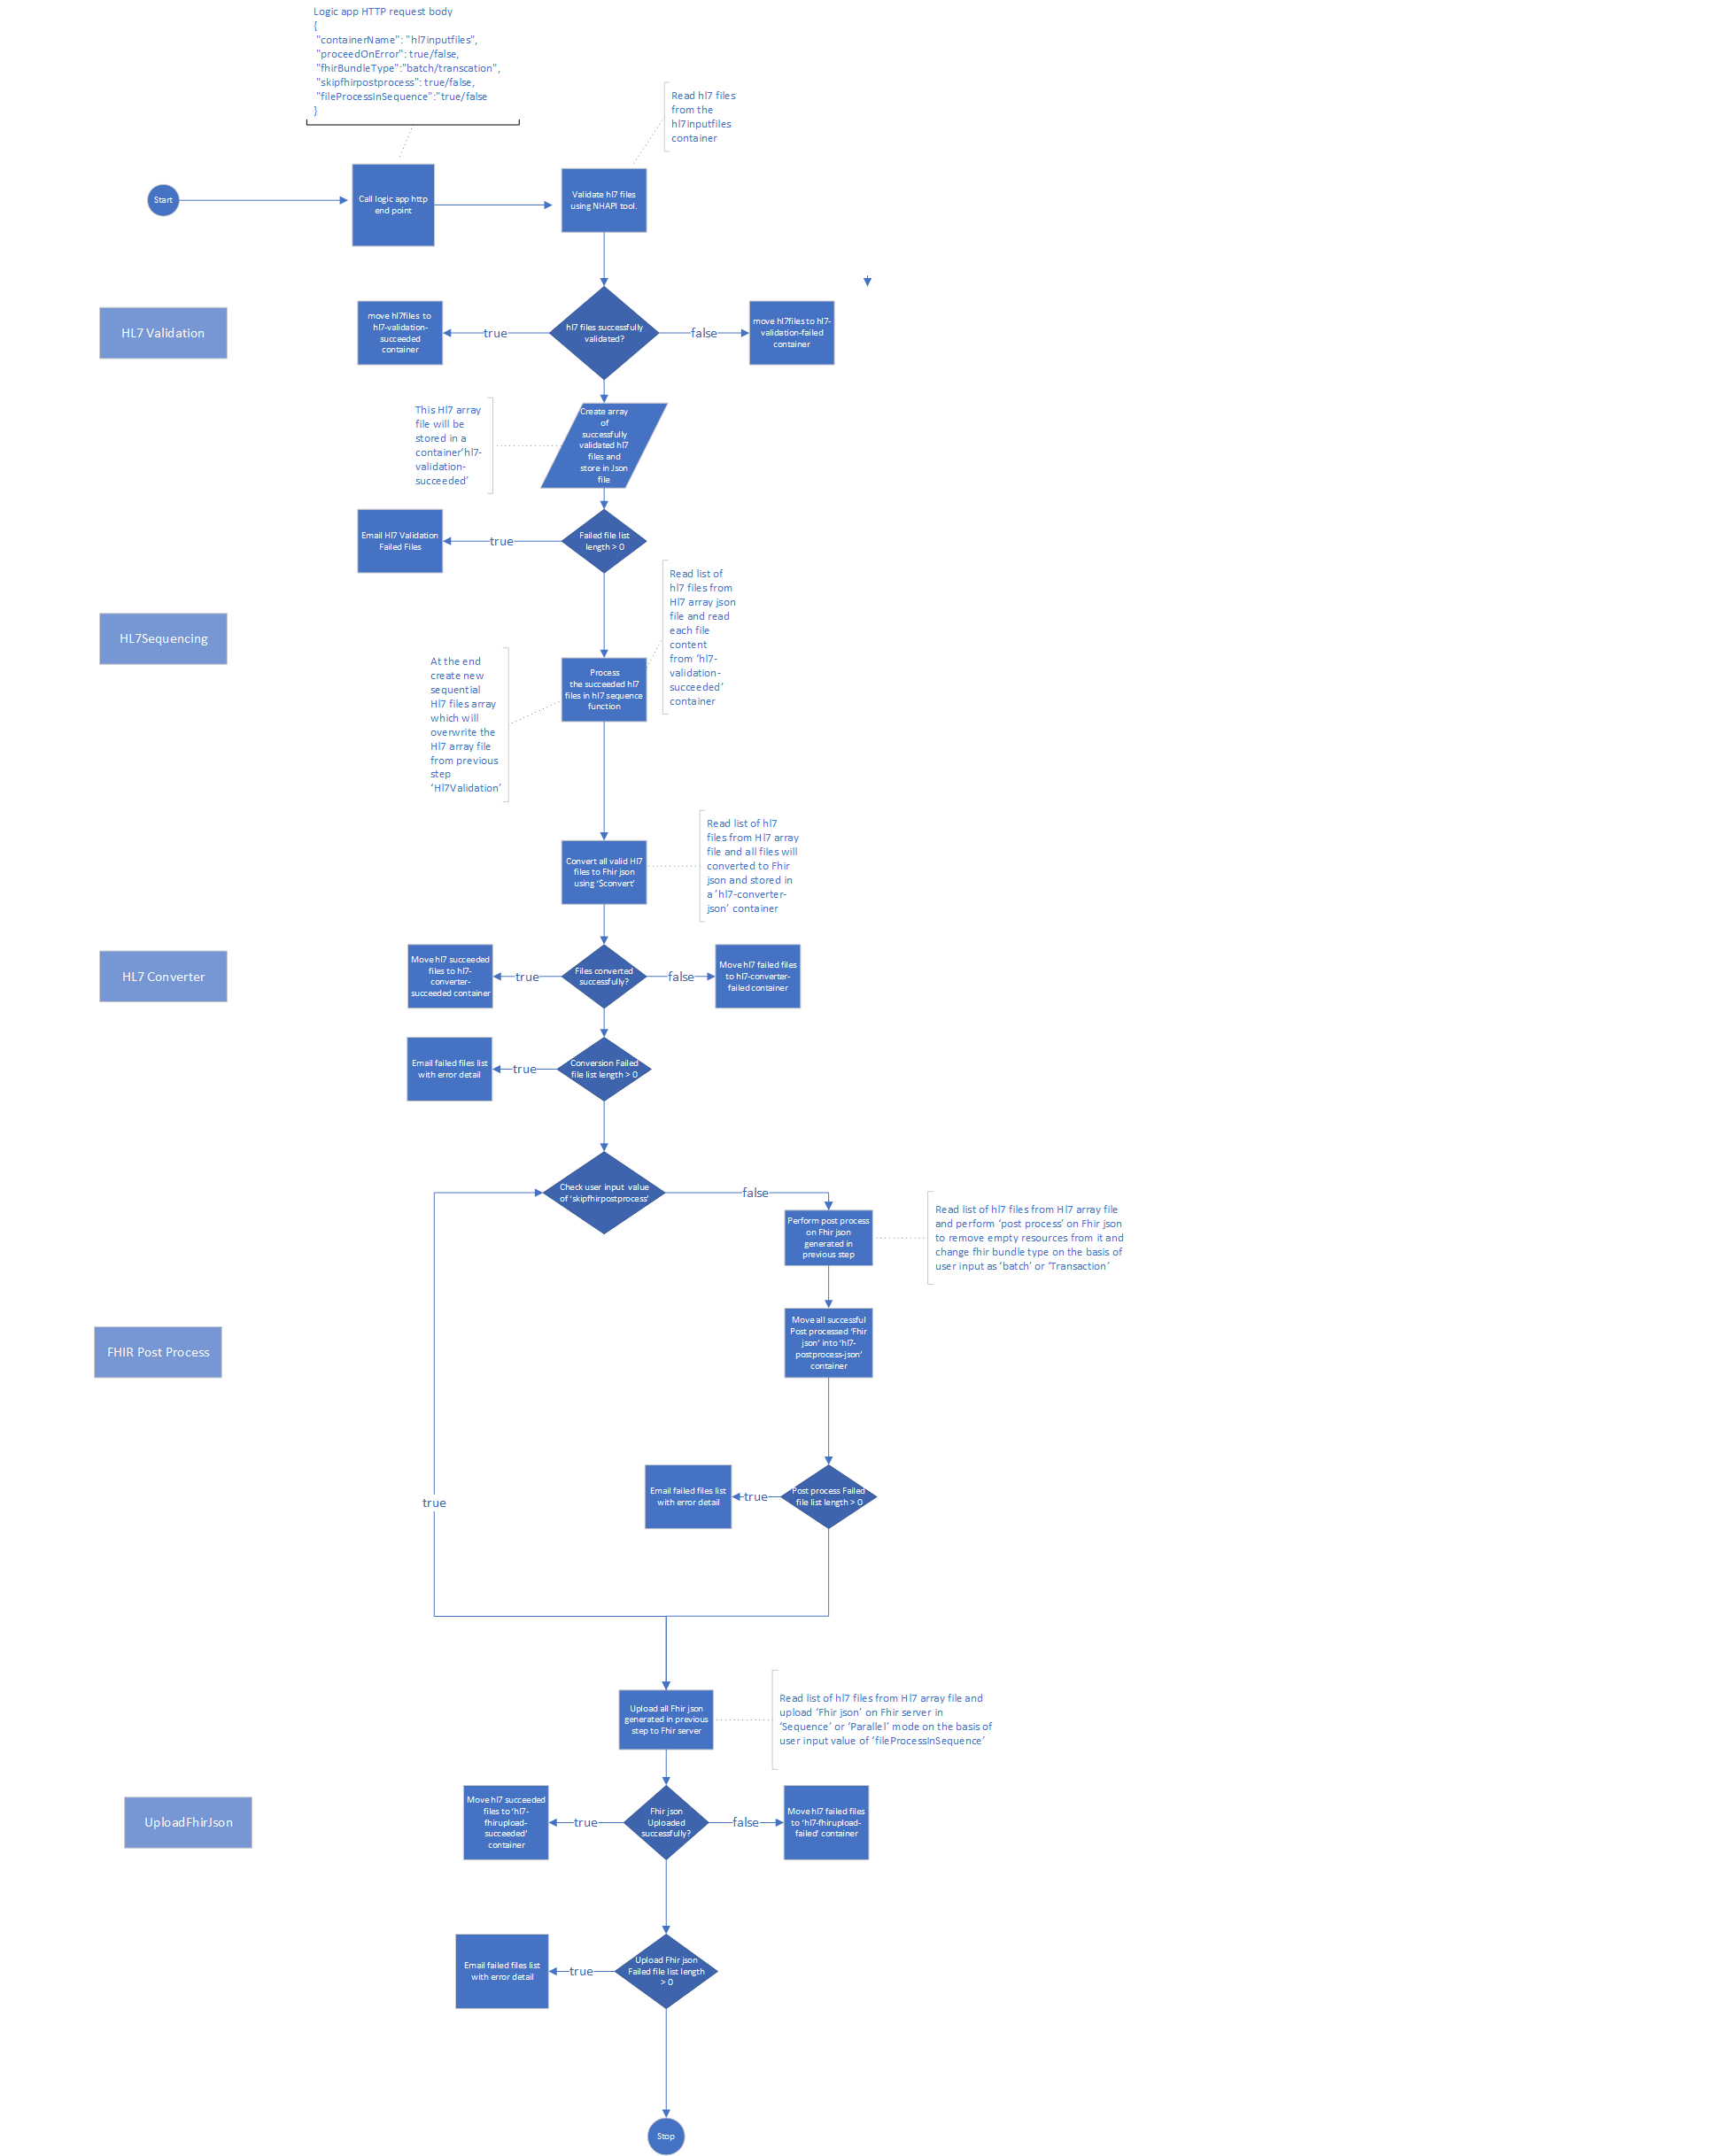 Logic app HTTP request body
{
"containerName": "hl7inputfiles",
"proceedOnError": true/false,
"fhirBundleType":"batch/transcation",
"skipfhirpostprocess": true/false,
"fileProcessInSequence":"true/false
}
Read hl7 files
from the
hl7inputfiles
container
Start
Call logic app http
end point
Validate hl7 files
using NHAPI tool.
HL7 Validation
move hl7files to
hl7-validation-
succeeded
container
true
hl7 files successfully
validated?
false
move hl7files to hl7-
validation-failed
container
This Hl7 array
file will be
stored in a
container‘hl7-
validation-
succeeded’
Create array
of
successfully
validated hl7
files and
store in Json
file
Email Hl7 Validation
Failed Files
true
Failed file list
length > 0
Read list of
hl7 files from
Hl7 array json
file and read
each file
content
from ‘hl7-
validation-
succeeded’
container
HL7Sequencing
At the end
create new
sequential
Hl7 files array
which will
overwrite the
Hl7 array file
from previous
step
‘Hl7Validation’
Process
the succeeded hl7
files in hl7 sequence
function
Convert all valid Hl7
files to Fhir json
using ‘$convert’
Read list of hl7
files from Hl7 array
file and all files will
converted to Fhir
json and stored in
a ‘hl7-converter-
json’ container
HL7 Converter
Move hl7 succeeded
files to hl7-
converter-
succeeded container
true
Files converted
successfully?
false
Move hl7 failed files
to hl7-converter-
failed container
Email failed files list
with error detail
true
Conversion Failed
file list length > 0
Check user input value
of ‘skipfhirpostprocess’
false
Perform post process
on Fhir json
generated in
previous step
Read list of hl7 files from Hl7 array file
and perform ‘post process’ on Fhir json
to remove empty resources from it and
change fhir bundle type on the basis of
user input as ‘batch’ or ‘Transaction’
FHIR Post Process
Move all successful
Post processed ‘Fhir
json’ into ‘hl7-
postprocess-json’
container
true
Email failed files list
with error detail
true
Post process Failed
file list length > 0
Upload all Fhir json
generated in previous
step to Fhir server
Read list of hl7 files from Hl7 array file and
upload ‘Fhir json’ on Fhir server in
‘Sequence’ or ‘Parallel’ mode on the basis of
user input value of ‘fileProcessInSequence’
UploadFhirJson
Move hl7 succeeded
files to ‘hl7-
fhirupload-
succeeded’
container
true
Fhir json
Uploaded
successfully?
false
Move hl7 failed files
to ‘hl7-fhirupload-
failed’ container
Email failed files list
with error detail
true
Upload Fhir json
Failed file list length
> 0
Stop